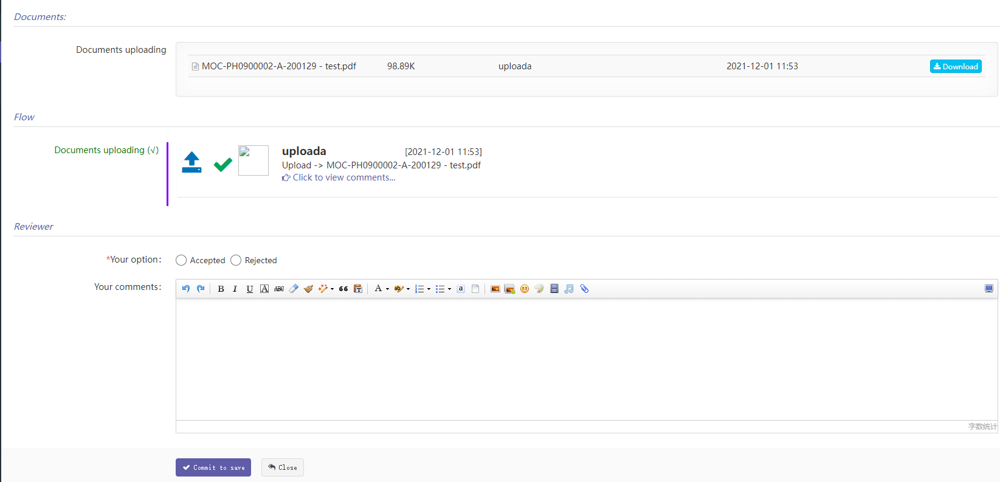 Documents:
Documents uploading
MOC-PH0900002-A-200129 - test.pdf 98.89K uploada 2021-12-01 11:53 Download
Flow
Documents uploading (√)
uploada [2021-12-01 11:53]
Upload -> MOC-PH0900002-A-200129 - test.pdf
Click to view comments...
Reviewer
*Your option: Accepted Rejected
Your comments:
B I U A ABC A ab a
字数统计
Commit to save Close